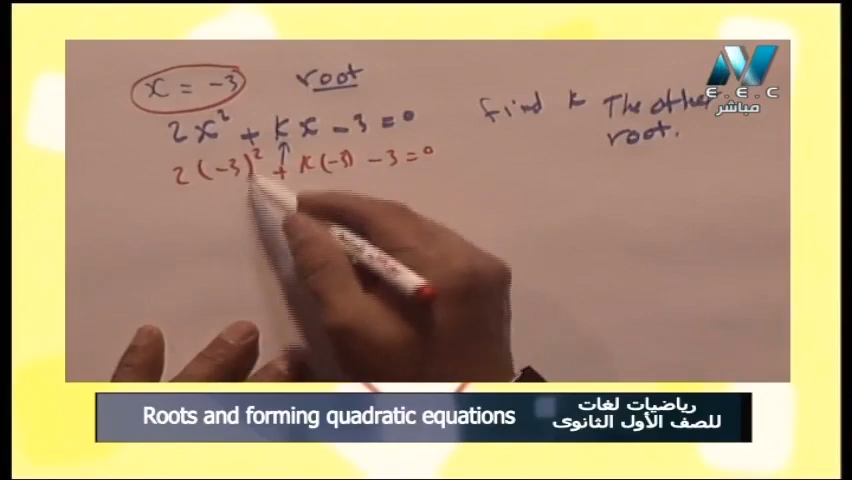 x = -3 root
2x² + kx - 3 = 0
find k The other
root.
2(-3)² + k(-3) - 3 = 0
E.E.C
مباشر
Roots and forming quadratic equations
رياضيات لغات
للصف الأول الثانوى